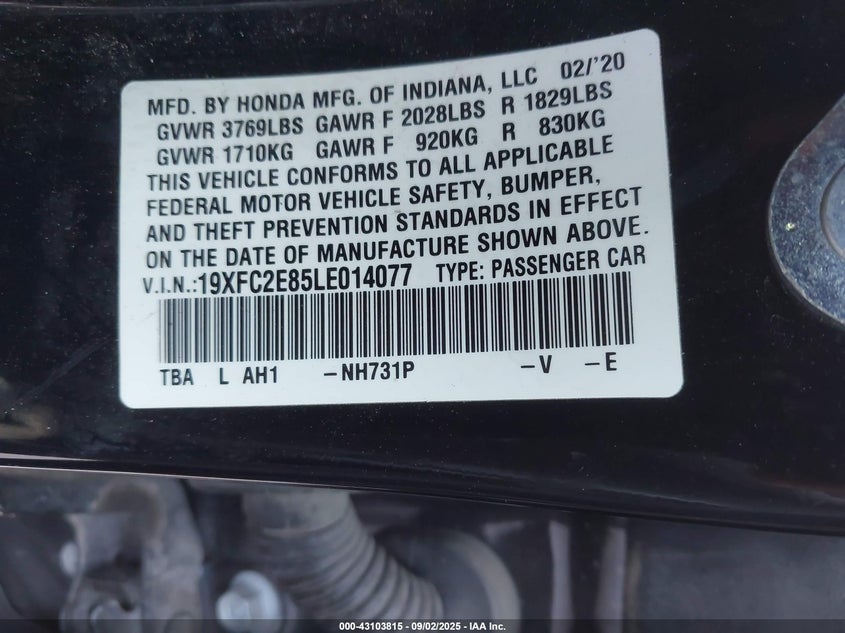 MFD. BY HONDA MFG. OF INDIANA, LLC 02/'20
GVWR 3769LBS GAWR F 2028LBS R 1829LBS
GVWR 1710KG GAWR F 920KG R 830KG
THIS VEHICLE CONFORMS TO ALL APPLICABLE
FEDERAL MOTOR VEHICLE SAFETY, BUMPER,
AND THEFT PREVENTION STANDARDS IN EFFECT
ON THE DATE OF MANUFACTURE SHOWN ABOVE.
V.I.N.:19XFC2E85LE014077 TYPE: PASSENGER CAR
TBA L AH1 –NH731P –V –E
000-43103815 - 09/02/2025 - IAA Inc.